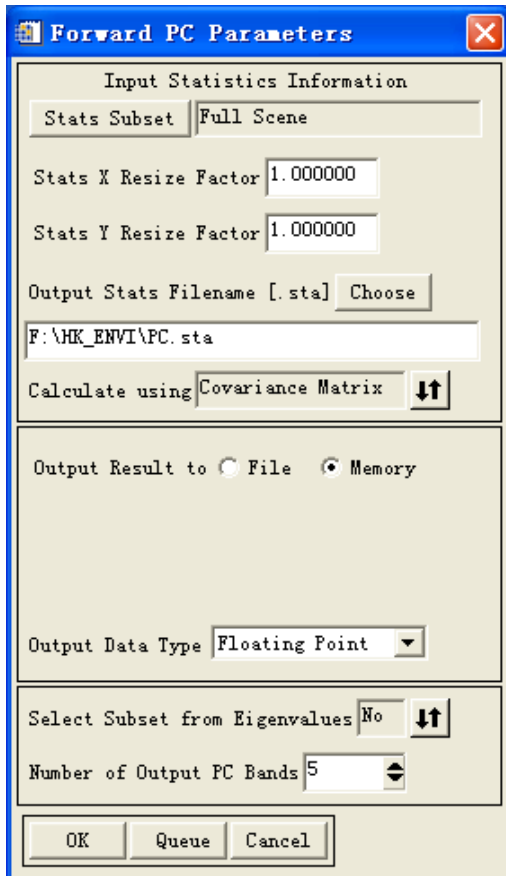 Forward PC Parameters
Input Statistics Information
Stats Subset Full Scene
Stats X Resize Factor 1.000000
Stats Y Resize Factor 1.000000
Output Stats Filename [.sta] Choose
F:\HK_ENVI\PC.sta
Calculate using Covariance Matrix
Output Result to File Memory
Output Data Type Floating Point
Select Subset from Eigenvalues No
Number of Output PC Bands 5
OK Queue Cancel